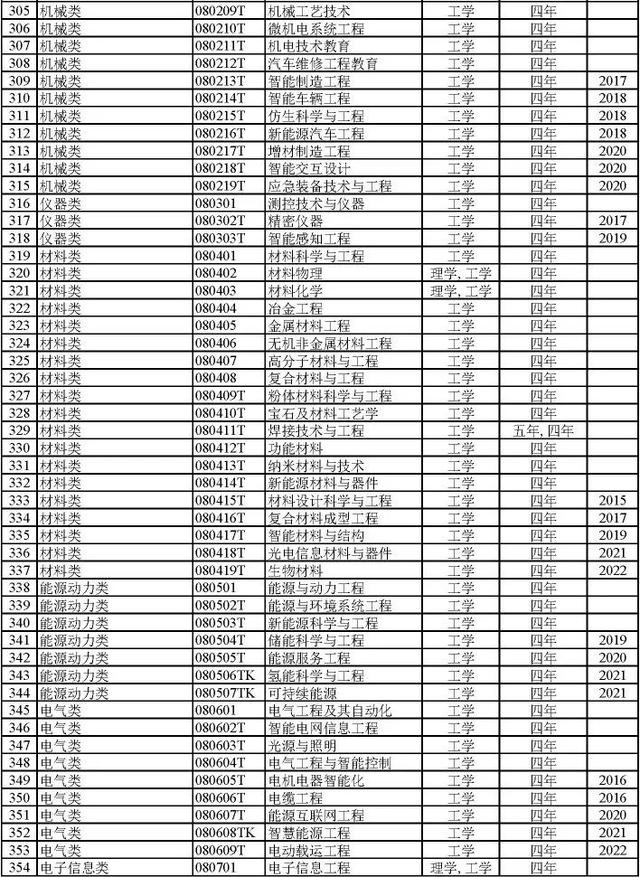 305 机械类 080209T 机械工艺技术 工学 四年
306 机械类 080210T 微机电系统工程 工学 四年
307 机械类 080211T 机电技术教育 工学 四年
308 机械类 080212T 汽车维修工程教育 工学 四年
309 机械类 080213T 智能制造工程 工学 四年 2017
310 机械类 080214T 智能车辆工程 工学 四年 2018
311 机械类 080215T 仿生科学与工程 工学 四年 2018
312 机械类 080216T 新能源汽车工程 工学 四年 2018
313 机械类 080217T 增材制造工程 工学 四年 2020
314 机械类 080218T 智能交互设计 工学 四年 2020
315 机械类 080219T 应急装备技术与工程 工学 四年 2020
316 仪器类 080301 测控技术与仪器 工学 四年
317 仪器类 080302T 精密仪器 工学 四年 2017
318 仪器类 080303T 智能感知工程 工学 四年 2019
319 材料类 080401 材料科学与工程 工学 四年
320 材料类 080402 材料物理 理学,工学 四年
321 材料类 080403 材料化学 理学,工学 四年
322 材料类 080404 冶金工程 工学 四年
323 材料类 080405 金属材料工程 工学 四年
324 材料类 080406 无机非金属材料工程 工学 四年
325 材料类 080407 高分子材料与工程 工学 四年
326 材料类 080408 复合材料与工程 工学 四年
327 材料类 080409T 粉体材料科学与工程 工学 四年
328 材料类 080410T 宝石及材料工艺学 工学 四年
329 材料类 080411T 焊接技术与工程 工学 五年,四年
330 材料类 080412T 功能材料 工学 四年
331 材料类 080413T 纳米材料与技术 工学 四年
332 材料类 080414T 新能源材料与器件 工学 四年
333 材料类 080415T 材料设计科学与工程 工学 四年 2015
334 材料类 080416T 复合材料成型工程 工学 四年 2017
335 材料类 080417T 智能材料与结构 工学 四年 2019
336 材料类 080418T 光电信息材料与器件 工学 四年 2021
337 材料类 080419T 生物材料 工学 四年 2022
338 能源动力类 080501 能源与动力工程 工学 四年
339 能源动力类 080502T 能源与环境系统工程 工学 四年
340 能源动力类 080503T 新能源科学与工程 工学 四年
341 能源动力类 080504T 储能科学与工程 工学 四年 2019
342 能源动力类 080505T 能源服务工程 工学 四年 2020
343 能源动力类 080506TK 氢能科学与工程 工学 四年 2021
344 能源动力类 080507TK 可持续能源 工学 四年 2021
345 电气类 080601 电气工程及其自动化 工学 四年
346 电气类 080602T 智能电网信息工程 工学 四年
347 电气类 080603T 光源与照明 工学 四年
348 电气类 080604T 电气工程与智能控制 工学 四年
349 电气类 080605T 电机电器智能化 工学 四年 2016
350 电气类 080606T 电缆工程 工学 四年 2016
351 电气类 080607T 能源互联网工程 工学 四年 2020
352 电气类 080608TK 智慧能源工程 工学 四年 2021
353 电气类 080609T 电动载运工程 工学 四年 2022
354 电子信息类 080701 电子信息工程 理学,工学 四年